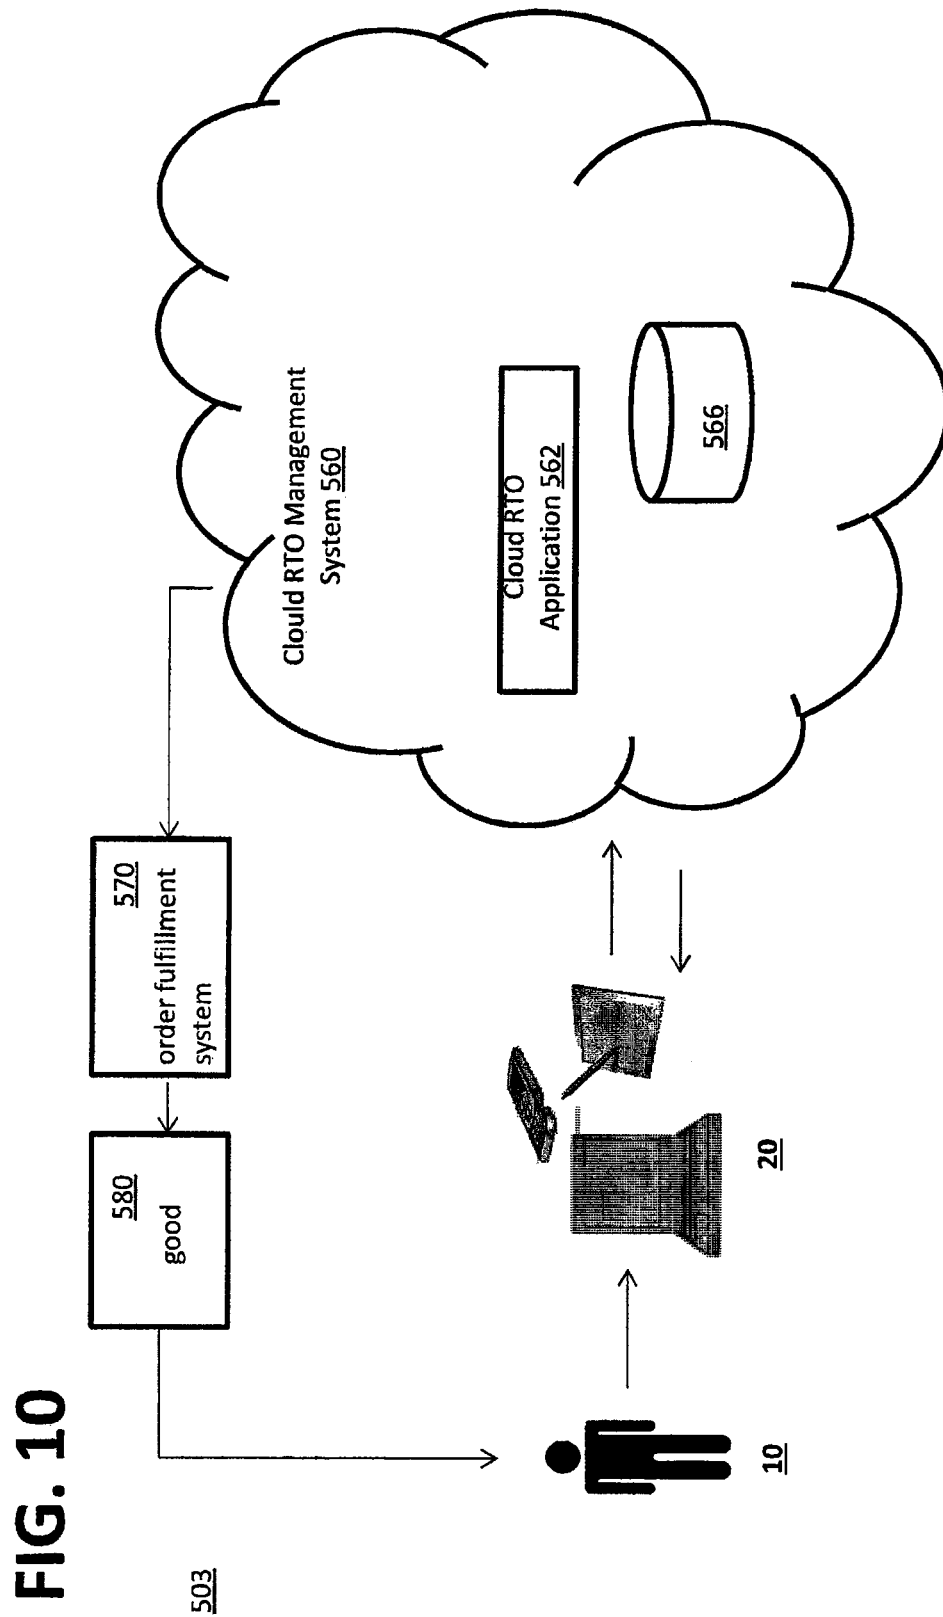 FIG. 10
503
580
good
570
order fulfillment
system
Clould RTO Management
System 560
Cloud RTO
Application 562
566
10
20